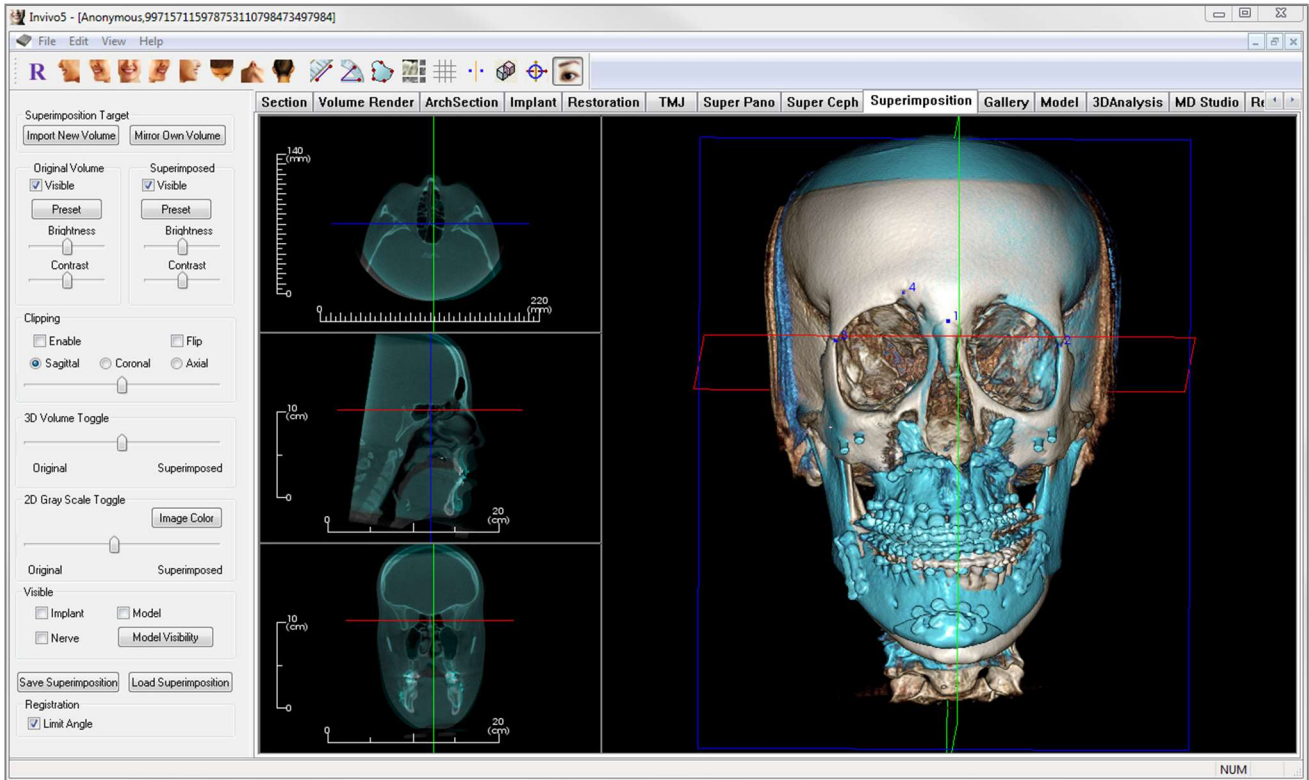 Invivo5 - [Anonymous,997157115978753110798473497984]
File Edit View Help
R
Section Volume Render ArchSection Implant Restoration TMJ Super Pano Super Ceph Superimposition Gallery Model 3DAnalysis MD Studio
Superimposition Target
Import New Volume Mirror Own Volume
Original Volume Superimposed
Visible Visible
Preset Preset
Brightness Brightness
Contrast Contrast
Clipping
Enable Flip
Sagittal Coronal Axial
3D Volume Toggle
Original Superimposed
2D Gray Scale Toggle
Image Color
Original Superimposed
Visible
Implant Model
Nerve Model Visibility
Save Superimposition Load Superimposition
Registration
Limit Angle
140
(mm)
0
0
220
(mm)
10
(cm)
0
0
20
(cm)
10
(cm)
0
0
20
(cm)
4
1
3
2
NUM